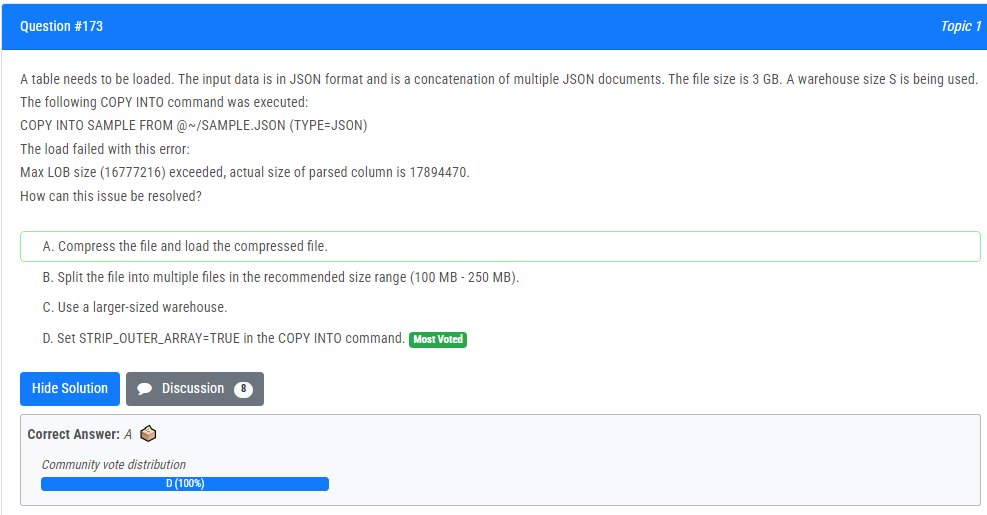 Question #173
Topic 1
A table needs to be loaded. The input data is in JSON format and is a concatenation of multiple JSON documents. The file size is 3 GB. A warehouse size S is being used.
The following COPY INTO command was executed:
COPY INTO SAMPLE FROM @~/SAMPLE.JSON (TYPE=JSON)
The load failed with this error:
Max LOB size (16777216) exceeded, actual size of parsed column is 17894470.
How can this issue be resolved?
A. Compress the file and load the compressed file.
B. Split the file into multiple files in the recommended size range (100 MB - 250 MB).
C. Use a larger-sized warehouse.
D. Set STRIP_OUTER_ARRAY=TRUE in the COPY INTO command. Most Voted
Hide Solution Discussion 8
Correct Answer: A
Community vote distribution
D (100%)